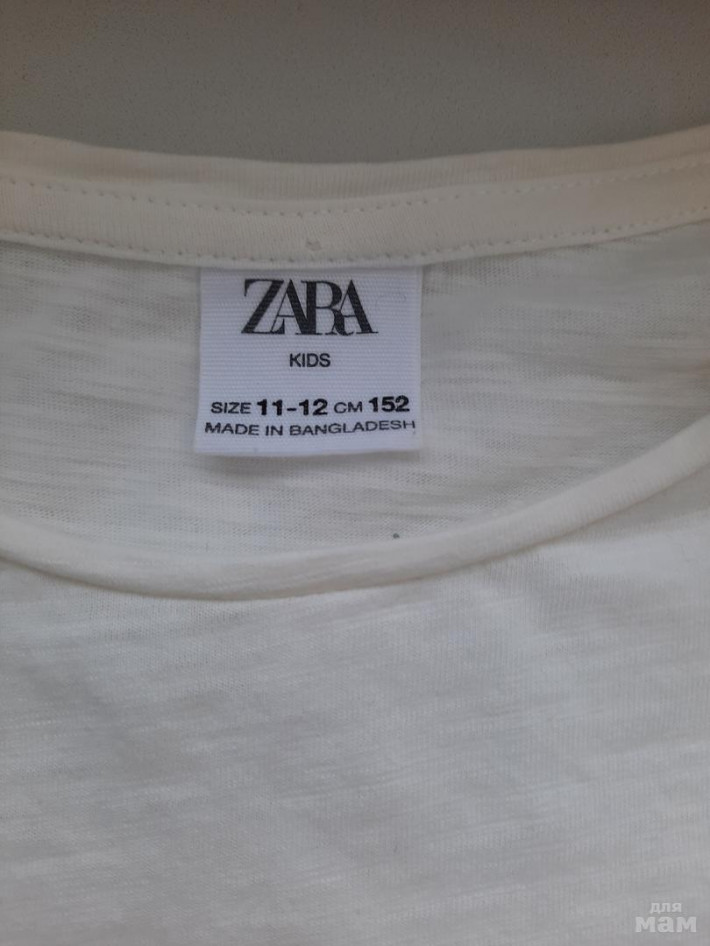 ZARA
KIDS
SIZE 11-12 CM 152
MADE IN BANGLADESH
для
мам